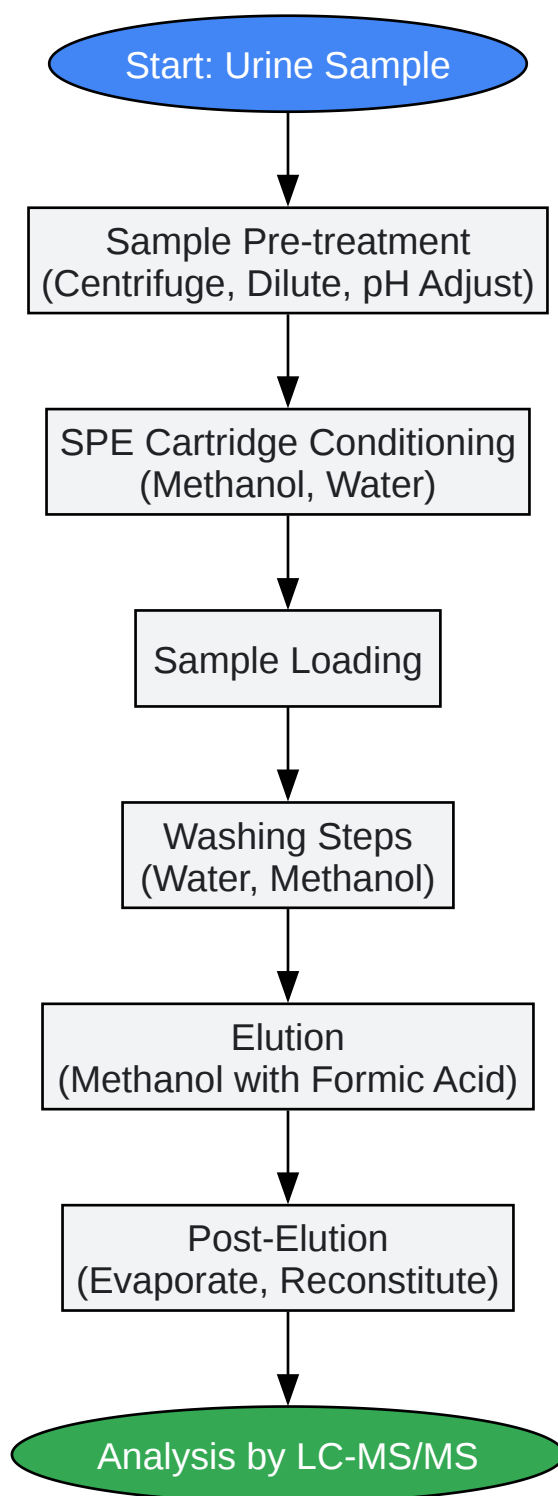 Start: Urine Sample
Sample Pre-treatment
(Centrifuge, Dilute, pH Adjust)
SPE Cartridge Conditioning
(Methanol, Water)
Sample Loading
Washing Steps
(Water, Methanol)
Elution
(Methanol with Formic Acid)
Post-Elution
(Evaporate, Reconstitute)
Analysis by LC-MS/MS